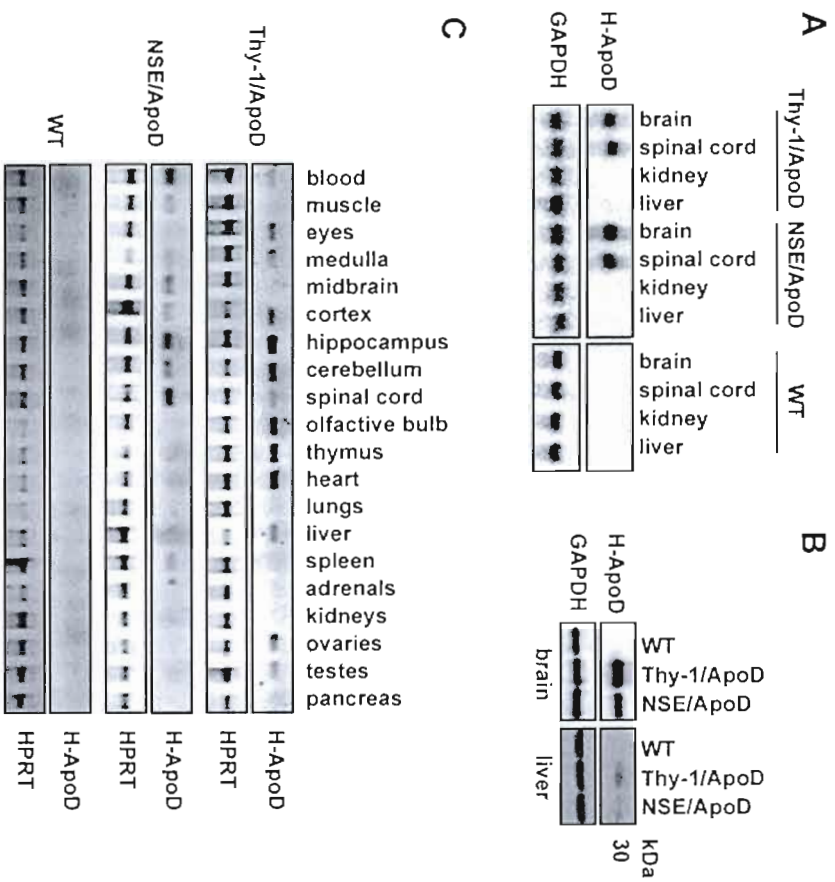 A
Thy-1/ApoD
NSE/ApoD
WT
brain
spinal cord
kidney
liver
brain
spinal cord
kidney
liver
brain
spinal cord
kidney
liver
H-ApoD
GAPDH
B
WT
Thy-1/ApoD
NSE/ApoD
WT
Thy-1/ApoD
NSE/ApoD
kDa
30
H-ApoD
GAPDH
brain
liver
C
blood
muscle
eyes
medulla
midbrain
cortex
hippocampus
cerebellum
spinal cord
olfactive bulb
thymus
heart
lungs
liver
spleen
adrenals
kidneys
ovaries
testes
pancreas
Thy-1/ApoD
H-ApoD
HPRT
NSE/ApoD
H-ApoD
HPRT
WT
H-ApoD
HPRT